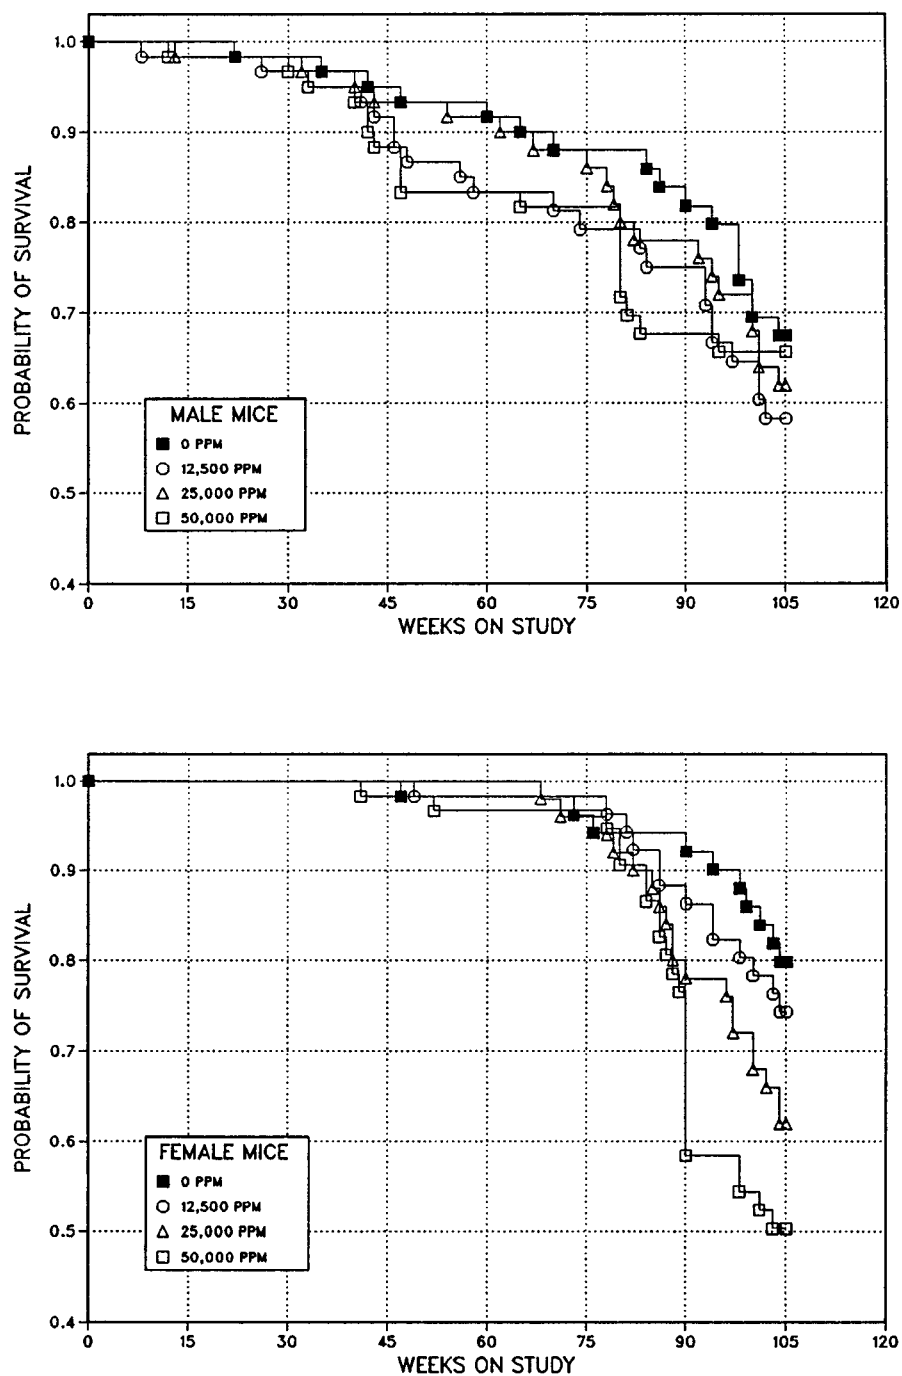 PROBABILITY OF SURVIVAL
1.0
0.9
0.8
0.7
0.6
0.5
0.4
MALE MICE
0 PPM
12,500 PPM
25,000 PPM
50,000 PPM
0 15 30 45 60 75 90 105 120
WEEKS ON STUDY
PROBABILITY OF SURVIVAL
1.0
0.9
0.8
0.7
0.6
0.5
0.4
FEMALE MICE
0 PPM
12,500 PPM
25,000 PPM
50,000 PPM
0 15 30 45 60 75 90 105 120
WEEKS ON STUDY